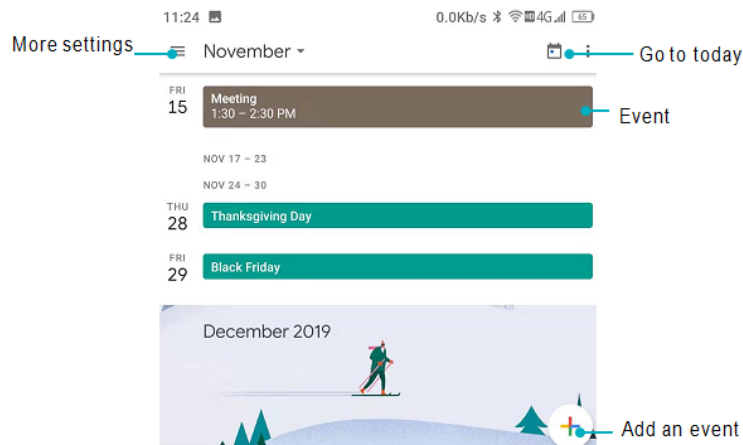 11:24 0.0Kb/s HD 4G 65
More settings November Go to today
FRI
15
Meeting
1:30 – 2:30 PM
Event
NOV 17 – 23
NOV 24 – 30
THU
28
Thanksgiving Day
FRI
29
Black Friday
December 2019
Add an event